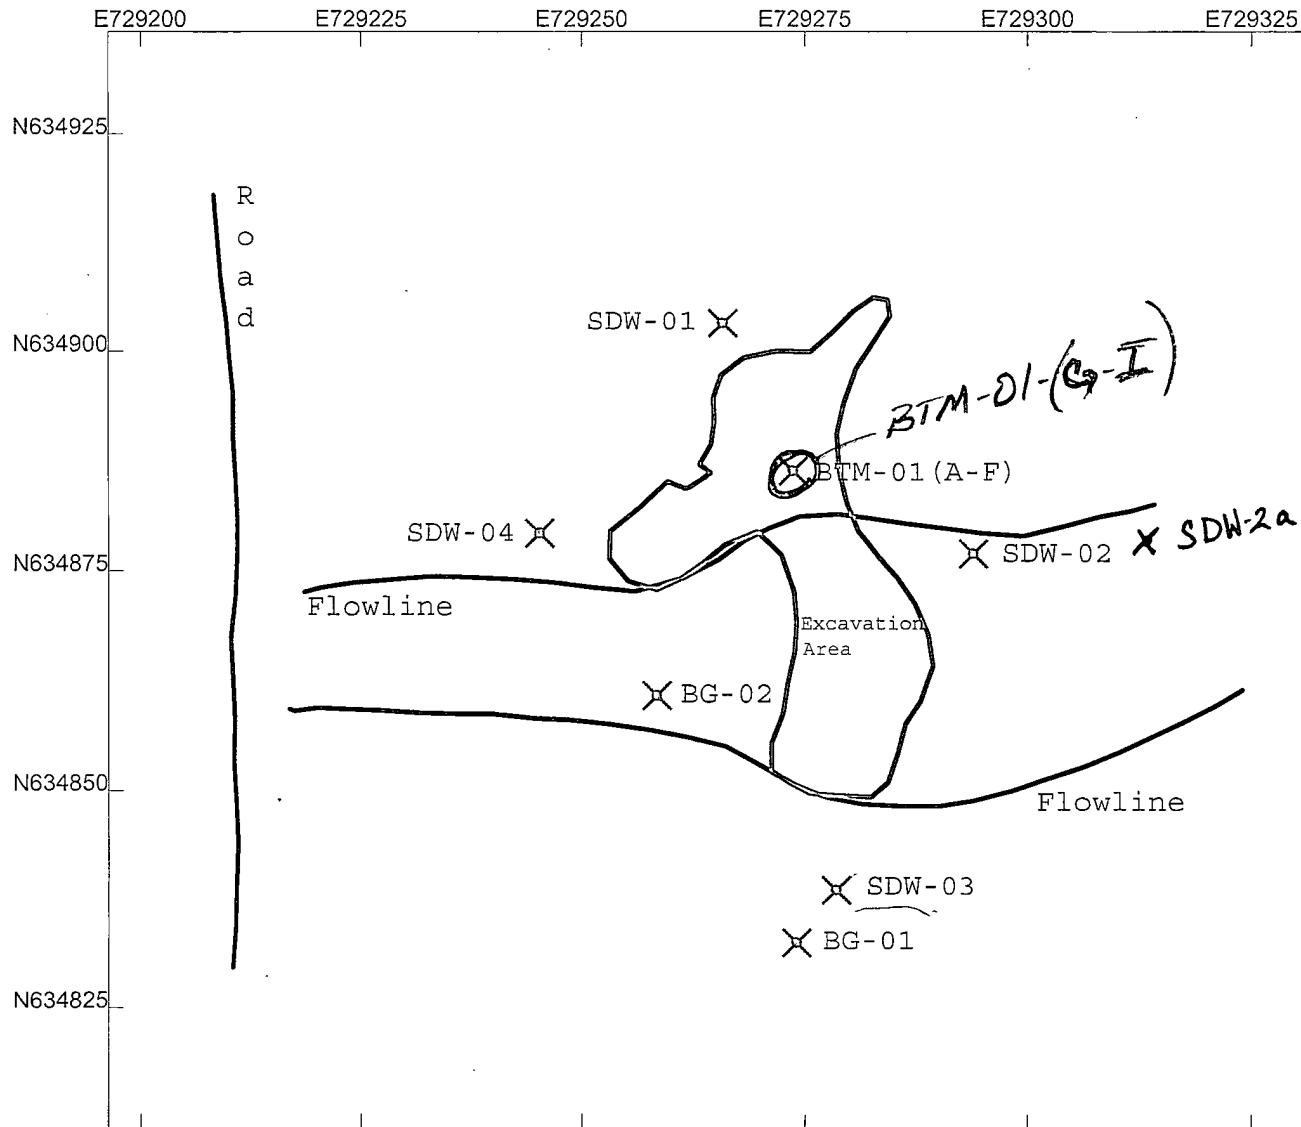 E729200 E729225 E729250 E729275 E729300 E729325
N634925
R
o
a
d
SDW-01
N634900
BTM-01-(G-I)
BTM-01(A-F)
SDW-04
SDW-02
SDW-2a
N634875
Flowline
Excavation
Area
BG-02
N634850
Flowline
SDW-03
BG-01
N634825